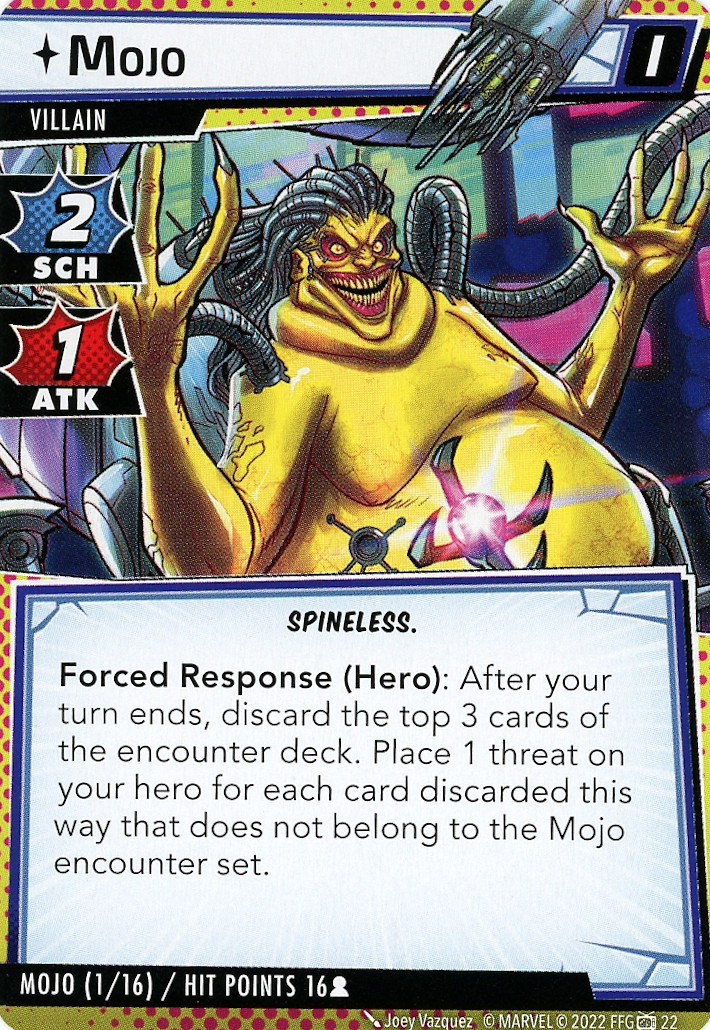 Mojo
I
VILLAIN
2
SCH
1
ATK
SPINELESS.
Forced Response (Hero): After your
turn ends, discard the top 3 cards of
the encounter deck. Place 1 threat on
your hero for each card discarded this
way that does not belong to the Mojo
encounter set.
MOJO (1/16) / HIT POINTS 16
Joey Vazquez © MARVEL © 2022 FFG 22